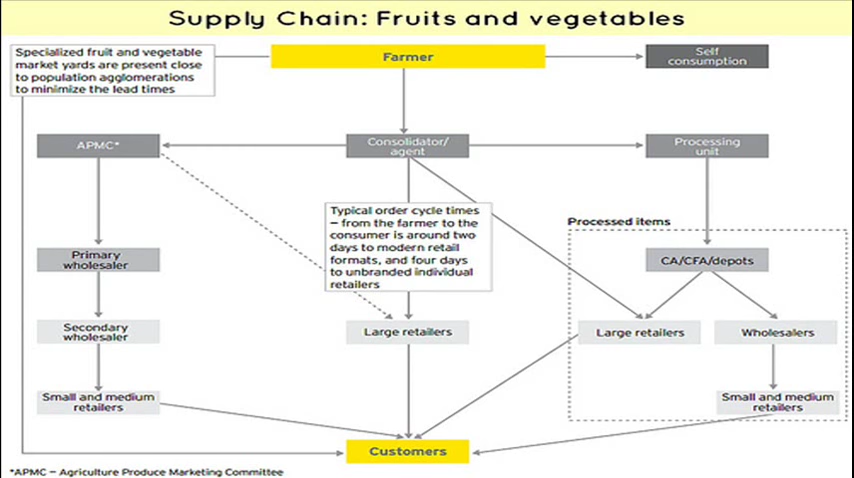 Supply Chain: Fruits and vegetables
Specialized fruit and vegetable
market yards are present close
to population agglomerations
to minimize the lead times
Farmer
Self
consumption
APMC*
Consolidator/
agent
Processing
unit
Typical order cycle times
– from the farmer to the
consumer is around two
days to modern retail
formats, and four days
to unbranded individual
retailers
Processed items
Primary
wholesaler
CA/CFA/depots
Secondary
wholesaler
Large retailers
Large retailers
Wholesalers
Small and medium
retailers
Small and medium
retailers
Customers
*APMC – Agriculture Produce Marketing Committee